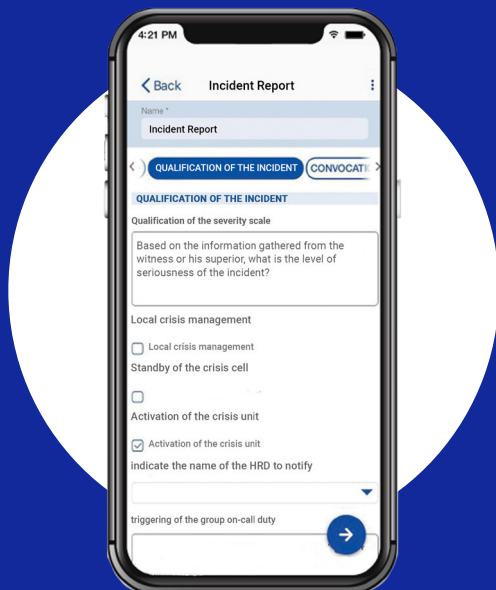 4:21 PM
Back Incident Report
Name *
Incident Report
QUALIFICATION OF THE INCIDENT
QUALIFICATION OF THE INCIDENT
Qualification of the severity scale
Based on the information gathered from the
witness or his superior, what is the level of
seriousness of the incident?
Local crisis management
Local crisis management
Standby of the crisis cell
Activation of the crisis unit
Activation of the crisis unit
indicate the name of the HRD to notify
triggering of the group on-call duty